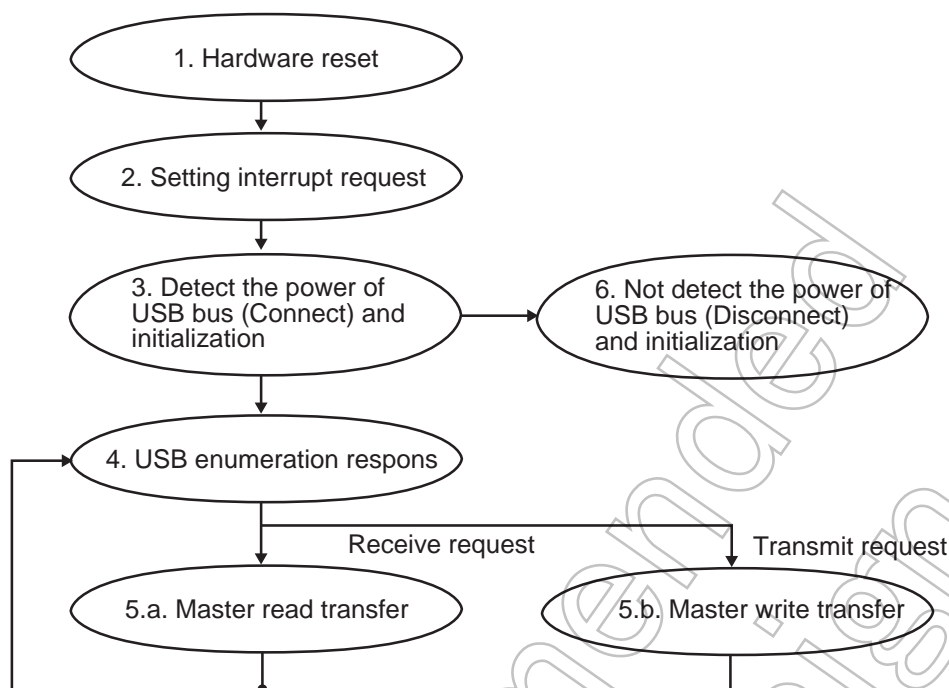 1. Hardware reset
2. Setting interrupt request
3. Detect the power of
USB bus (Connect) and
initialization
6. Not detect the power of
USB bus (Disconnect)
and initialization
4. USB enumeration respons
Receive request
Transmit request
5.a. Master read transfer
5.b. Master write transfer